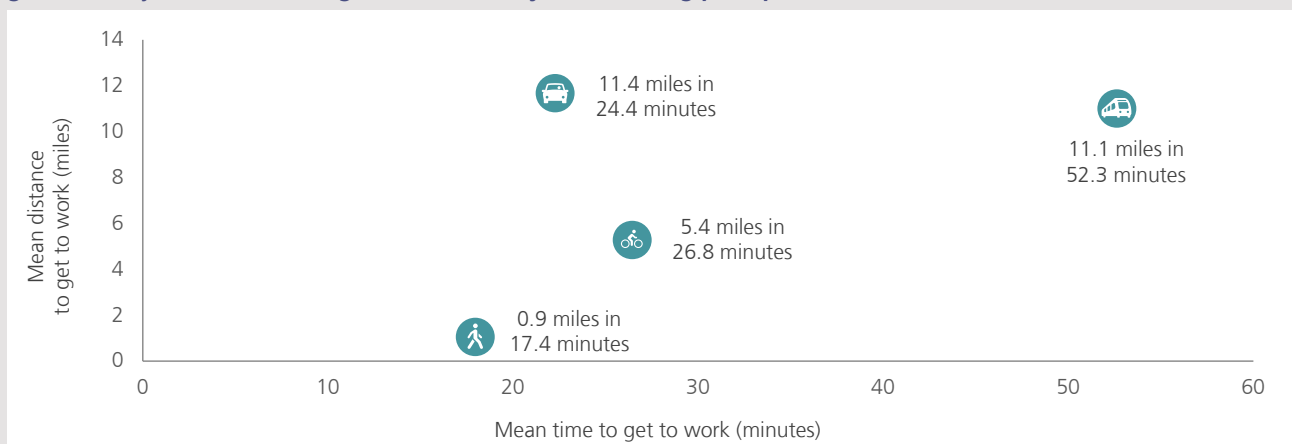 14
12
10
8
6
4
2
0
Mean distance
to get to work (miles)
11.4 miles in
24.4 minutes
11.1 miles in
52.3 minutes
5.4 miles in
26.8 minutes
0.9 miles in
17.4 minutes
0 10 20 30 40 50 60
Mean time to get to work (minutes)